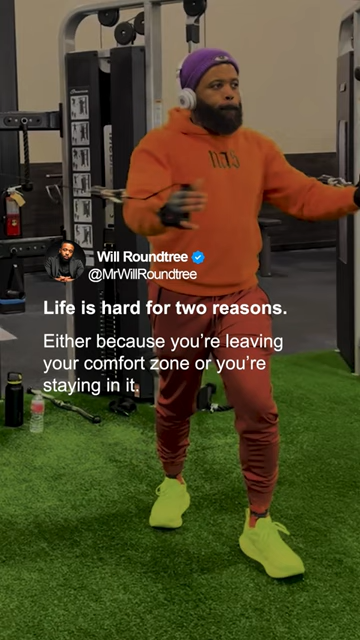 Will Roundtree
@MrWillRoundtree
Life is hard for two reasons.
Either because you’re leaving
your comfort zone or you’re
staying in it.